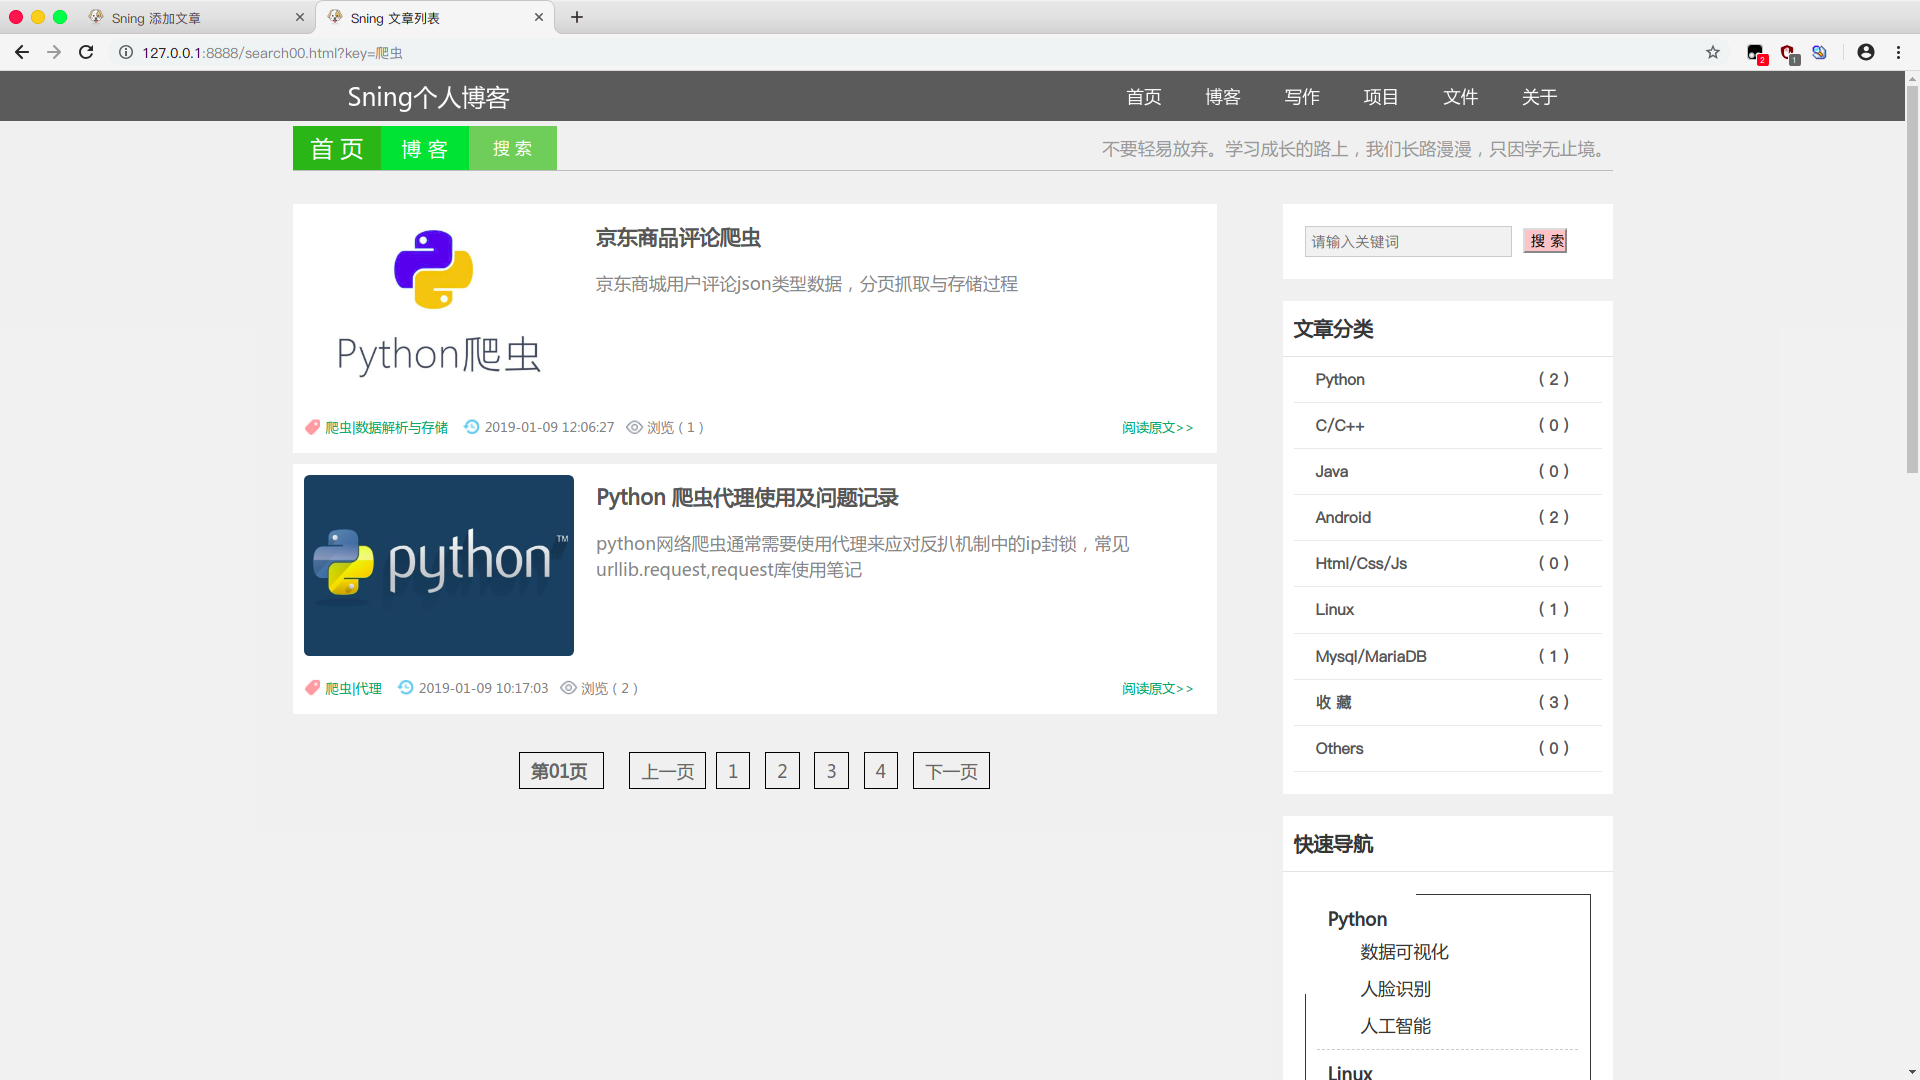 Sning 添加文章
Sning 文章列表
127.0.0.1:8888/search00.html?key=爬虫
2
1
Sning个人博客
首页
博客
写作
项目
文件
关于
首 页
博 客
搜 索
不要轻易放弃。学习成长的路上，我们长路漫漫，只因学无止境。
Python爬虫
京东商品评论爬虫
京东商城用户评论json类型数据，分页抓取与存储过程
爬虫|数据解析与存储
2019-01-09 12:06:27
浏览 ( 1 )
阅读原文>>
python™
Python 爬虫代理使用及问题记录
python网络爬虫通常需要使用代理来应对反扒机制中的ip封锁，常见
urllib.request,request库使用笔记
爬虫|代理
2019-01-09 10:17:03
浏览 ( 2 )
阅读原文>>
第01页
上一页
1
2
3
4
下一页
请输入关键词
搜 索
文章分类
Python ( 2 )
C/C++ ( 0 )
Java ( 0 )
Android ( 2 )
Html/Css/Js ( 0 )
Linux ( 1 )
Mysql/MariaDB ( 1 )
收 藏 ( 3 )
Others ( 0 )
快速导航
Python
数据可视化
人脸识别
人工智能
Linux